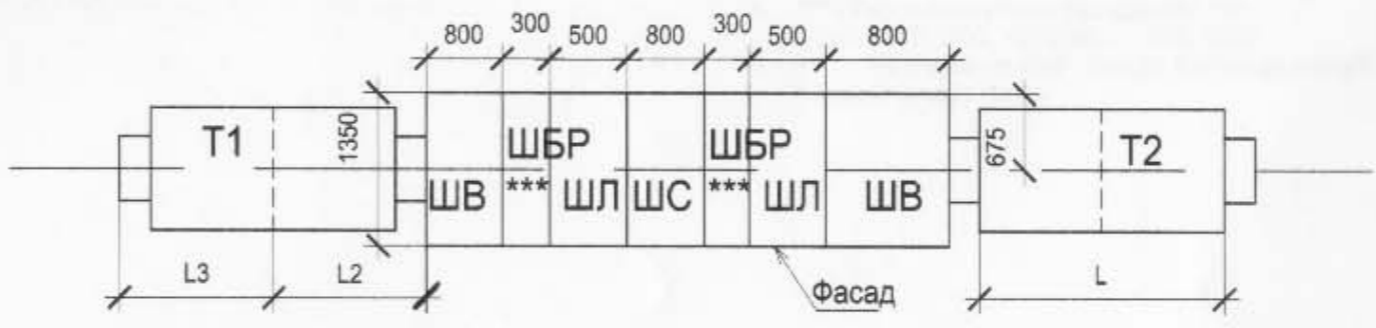 800 300 500 800 300 500 800
Т1 1350 ШБР ШБР 675 Т2
ШВ *** ШЛ ШС *** ШЛ ШВ
L3 L2 Фасад L